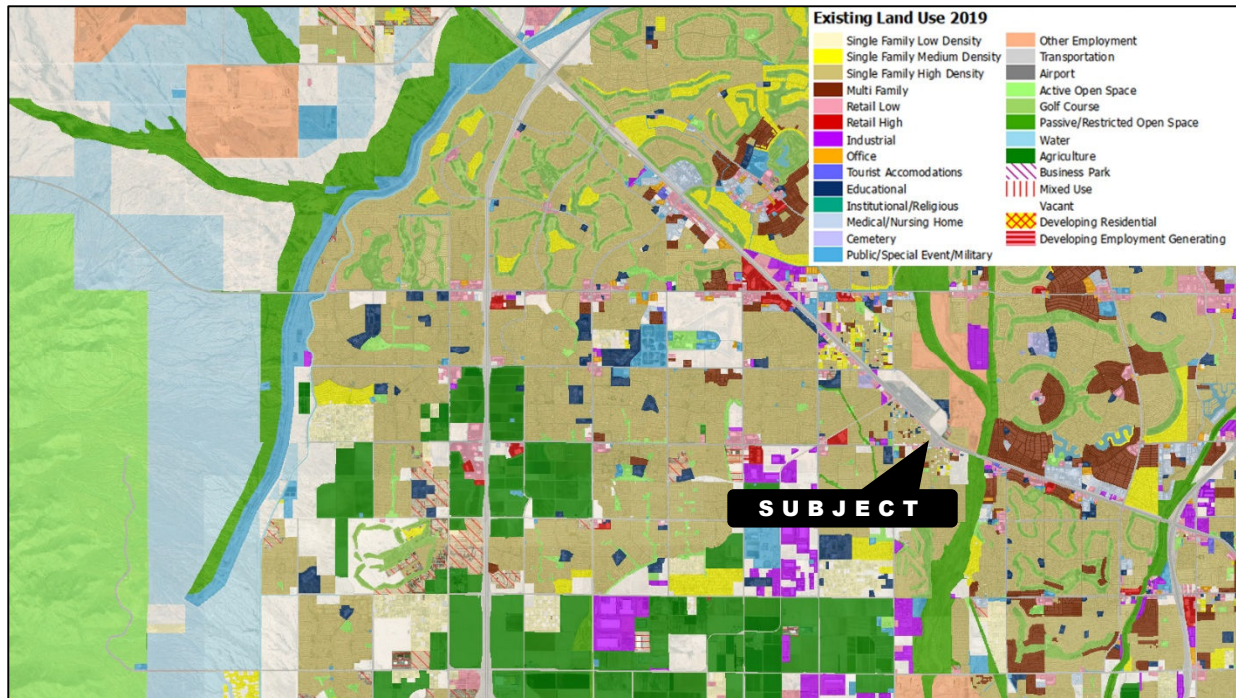 Existing Land Use 2019
Single Family Low Density
Single Family Medium Density
Single Family High Density
Multi Family
Retail Low
Retail High
Industrial
Office
Tourist Accomodations
Educational
Institutional/Religious
Medical/Nursing Home
Cemetery
Public/Special Event/Military
Other Employment
Transportation
Airport
Active Open Space
Golf Course
Passive/Restricted Open Space
Water
Agriculture
Business Park
Mixed Use
Vacant
Developing Residential
Developing Employment Generating
SUBJECT